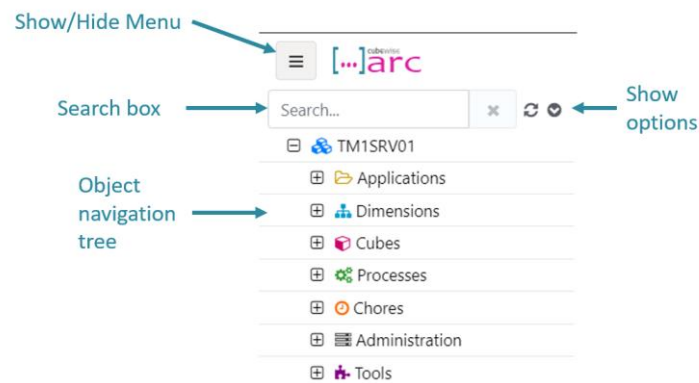 Show/Hide Menu
cubewise
[...]arc
Search box
Search...
Show
options
TM1SRV01
Applications
Object
navigation
tree
Dimensions
Cubes
Processes
Chores
Administration
Tools